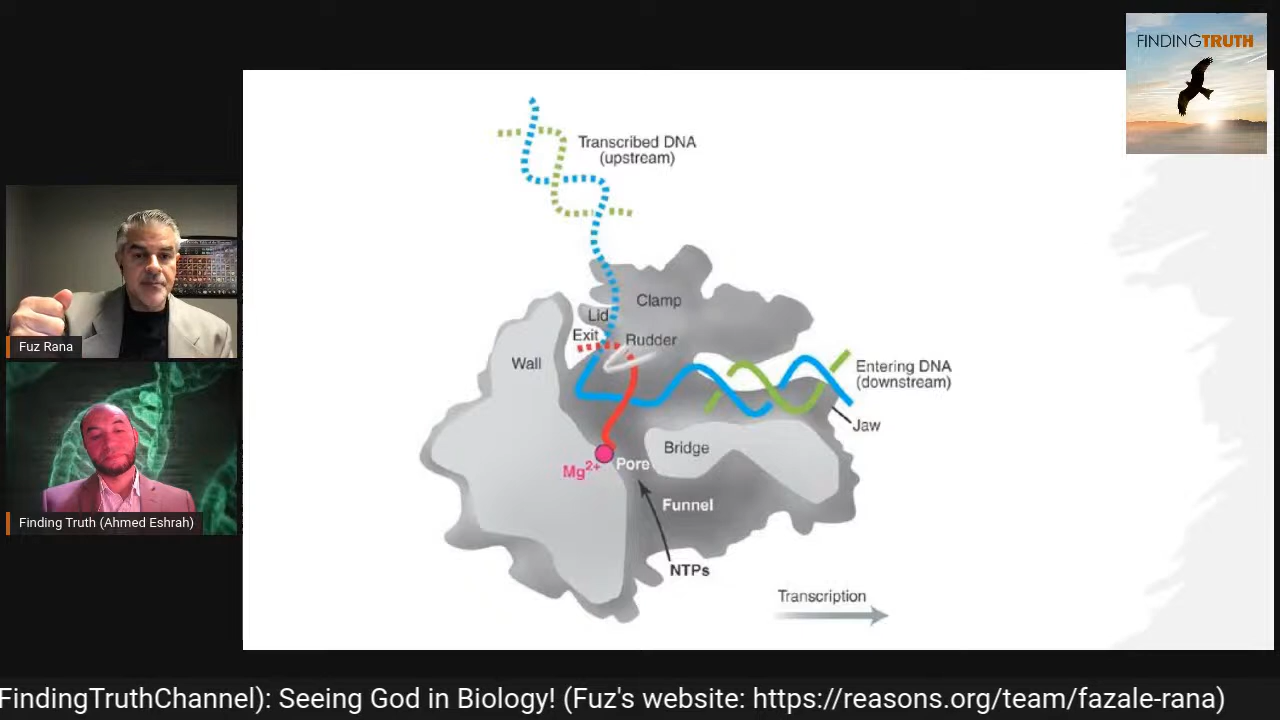 FINDINGTRUTH
Transcribed DNA
(upstream)
Clamp
Lid
Exit
Rudder
Wall
Entering DNA
(downstream)
Jaw
Bridge
Mg2+
Pore
Funnel
NTPs
Transcription
Fuz Rana
Finding Truth (Ahmed Eshrah)
FindingTruthChannel): Seeing God in Biology! (Fuz's website: https://reasons.org/team/fazale-rana)